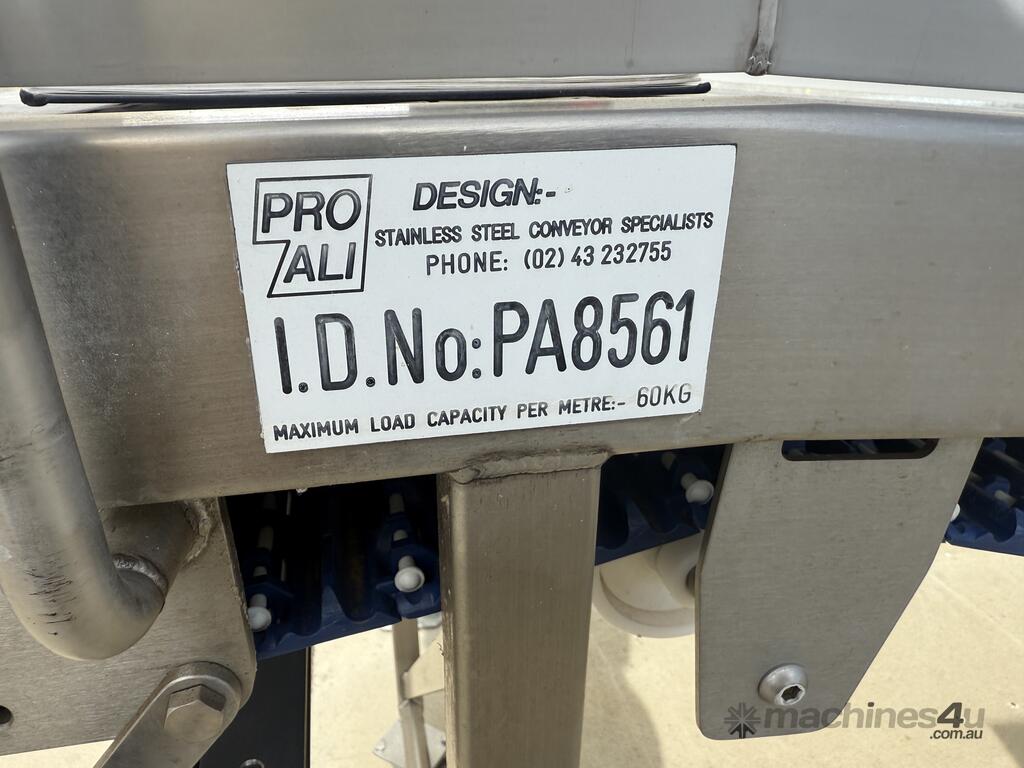 PRO
ALI
DESIGN:-
STAINLESS STEEL CONVEYOR SPECIALISTS
PHONE: (02) 43 232755
I.D.No:PA8561
MAXIMUM LOAD CAPACITY PER METRE:- 60KG
machines4u
.com.au